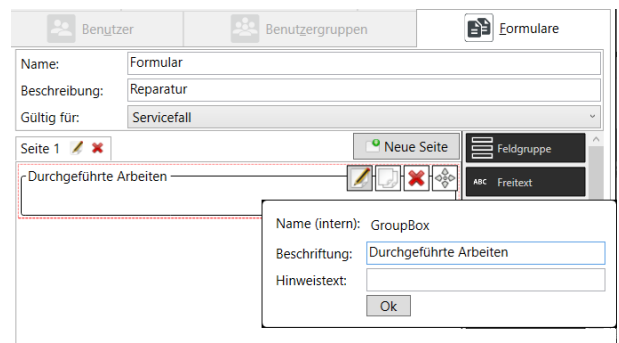 Benutzer Benutzergruppen Formulare
Name: Formular
Beschreibung: Reparatur
Gültig für: Servicefall
Seite 1 Neue Seite Feldgruppe
Durchgeführte Arbeiten ABC Freitext
Name (intern): GroupBox
Beschriftung: Durchgeführte Arbeiten
Hinweistext:
Ok